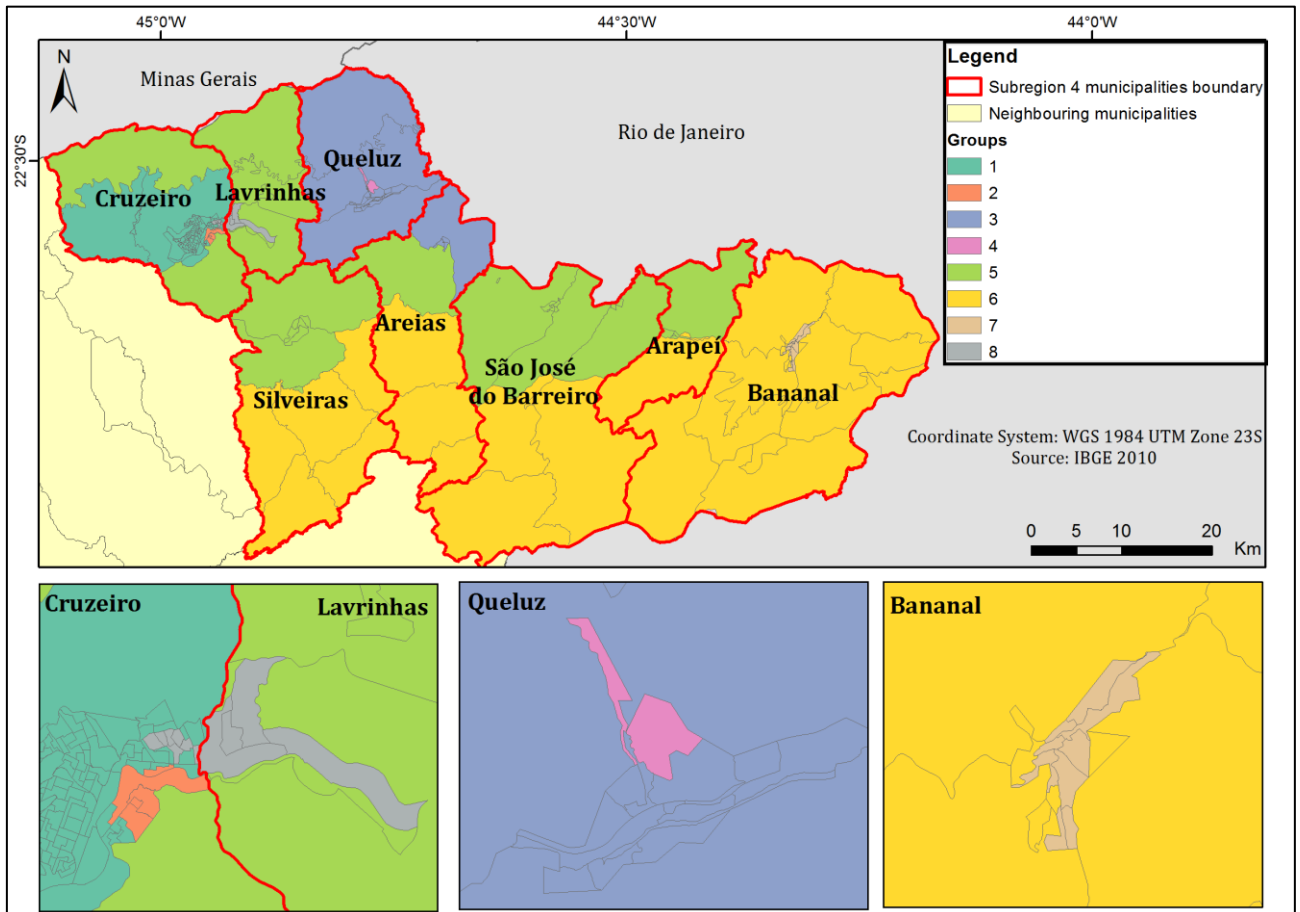 45°0'W
44°30'W
44°0'W
N
Minas Gerais
22°30'S
Rio de Janeiro
Queluz
Cruzeiro
Lavrinhas
Areias
Arapeí
São José
do Barreiro
Silveiras
Bananal
Legend
Subregion 4 municipalities boundary
Neighbouring municipalities
Groups
1
2
3
4
5
6
7
8
Coordinate System: WGS 1984 UTM Zone 23S
Source: IBGE 2010
0 5 10 20
Km
Cruzeiro
Lavrinhas
Queluz
Bananal